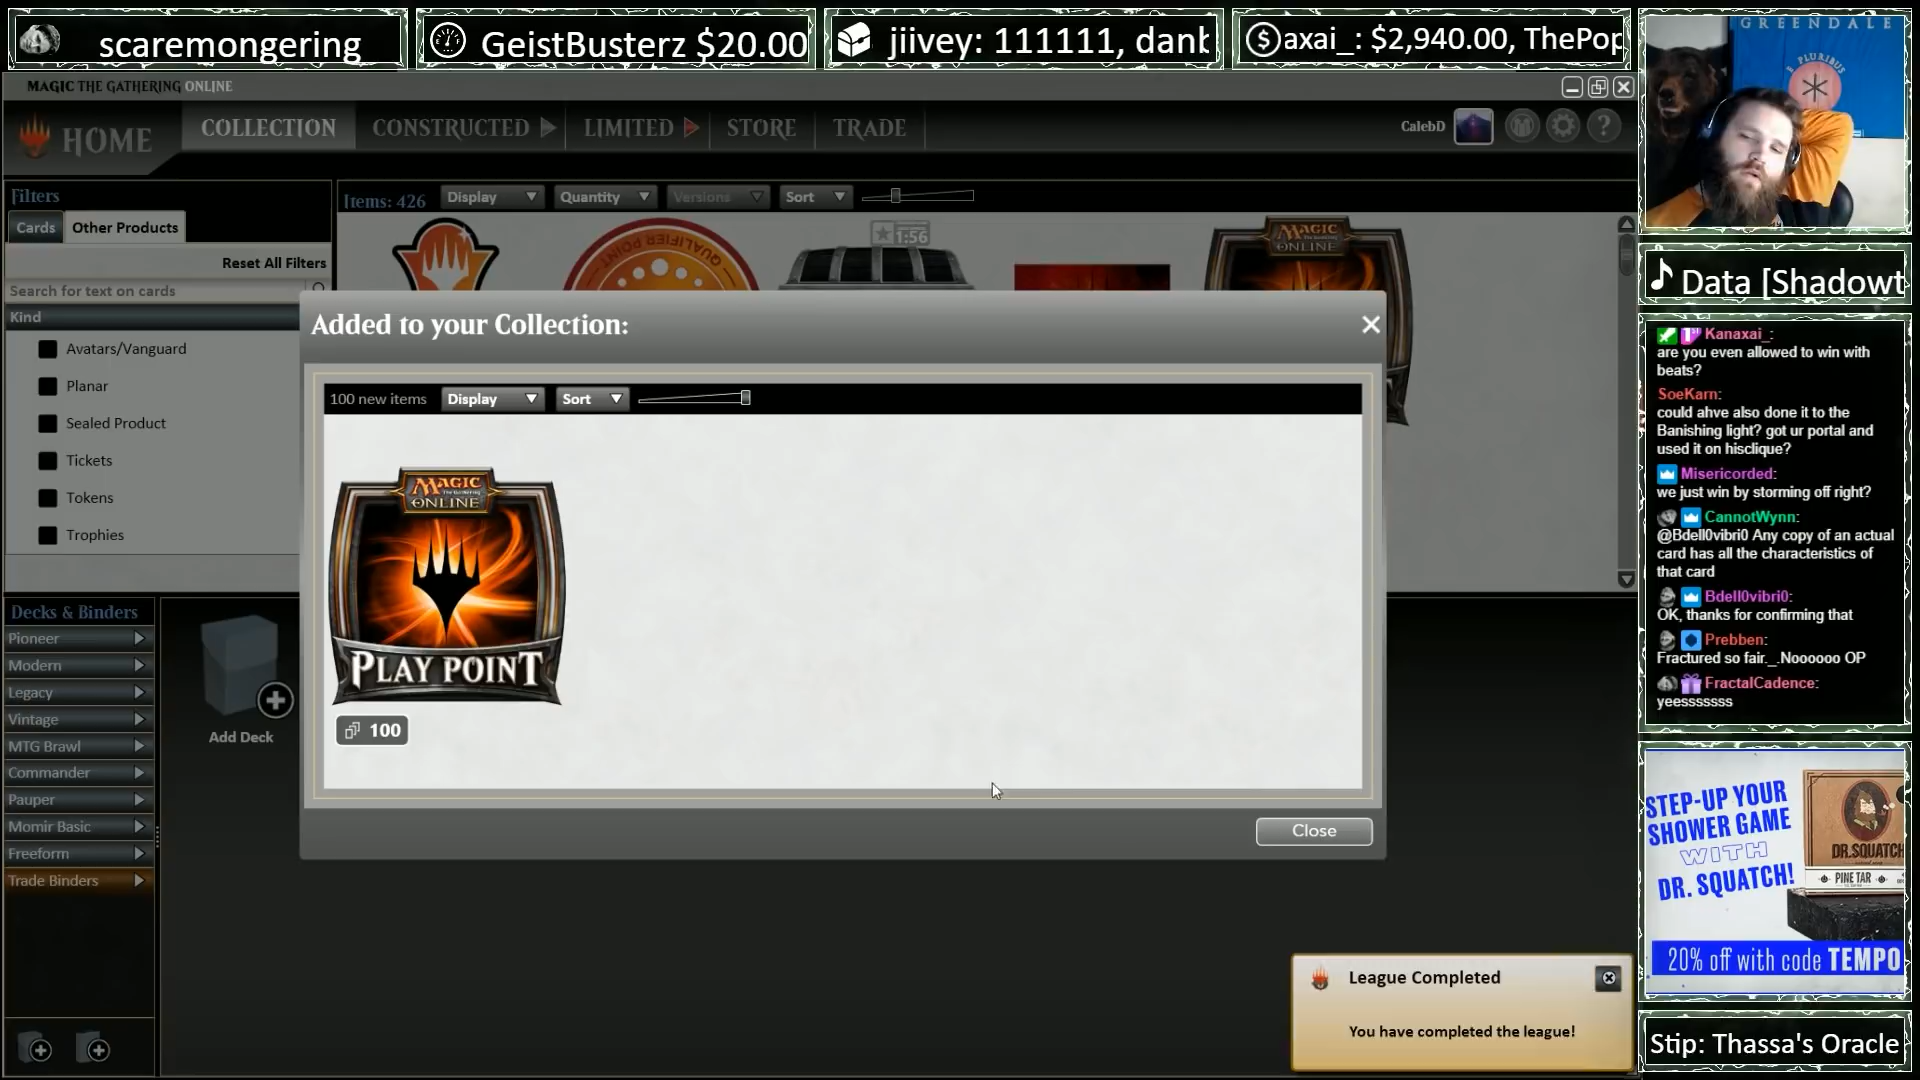 scaremongering
GeistBusterz $20.00
jiivey: 111111, dank
axai_: $2,940.00, ThePop
GREENDALE
PLURIBUS
MAGIC THE GATHERING ONLINE
HOME
COLLECTION
CONSTRUCTED
LIMITED
STORE
TRADE
CalebD
Filters
Cards
Other Products
Reset All Filters
Search for text on cards
Kind
Avatars/Vanguard
Planar
Sealed Product
Tickets
Tokens
Trophies
Items: 426
Display
Quantity
Versions
Sort
QUALIFIER POINT
1:56
MAGIC
ONLINE
Added to your Collection:
100 new items
Display
Sort
MAGIC
The Gathering
ONLINE
PLAY POINT
100
Close
Decks & Binders
Pioneer
Modern
Legacy
Vintage
MTG Brawl
Commander
Pauper
Momir Basic
Freeform
Trade Binders
Add Deck
League Completed
You have completed the league!
Data [Shadowt
Kanaxai_:
are you even allowed to win with
beats?
SoeKarn:
could ahve also done it to the
Banishing light? got ur portal and
used it on hisclique?
Misericorded:
we just win by storming off right?
CannotWynn:
@Bdell0vibri0 Any copy of an actual
card has all the characteristics of
that card
Bdell0vibri0:
OK, thanks for confirming that
Prebben:
Fractured so fair._.Noooooo OP
FractalCadence:
yeesssssss
STEP-UP YOUR
SHOWER GAME
WITH
DR. SQUATCH!
DR.SQUATCH
PINE TAR
20% off with code TEMPO
Stip: Thassa's Oracle